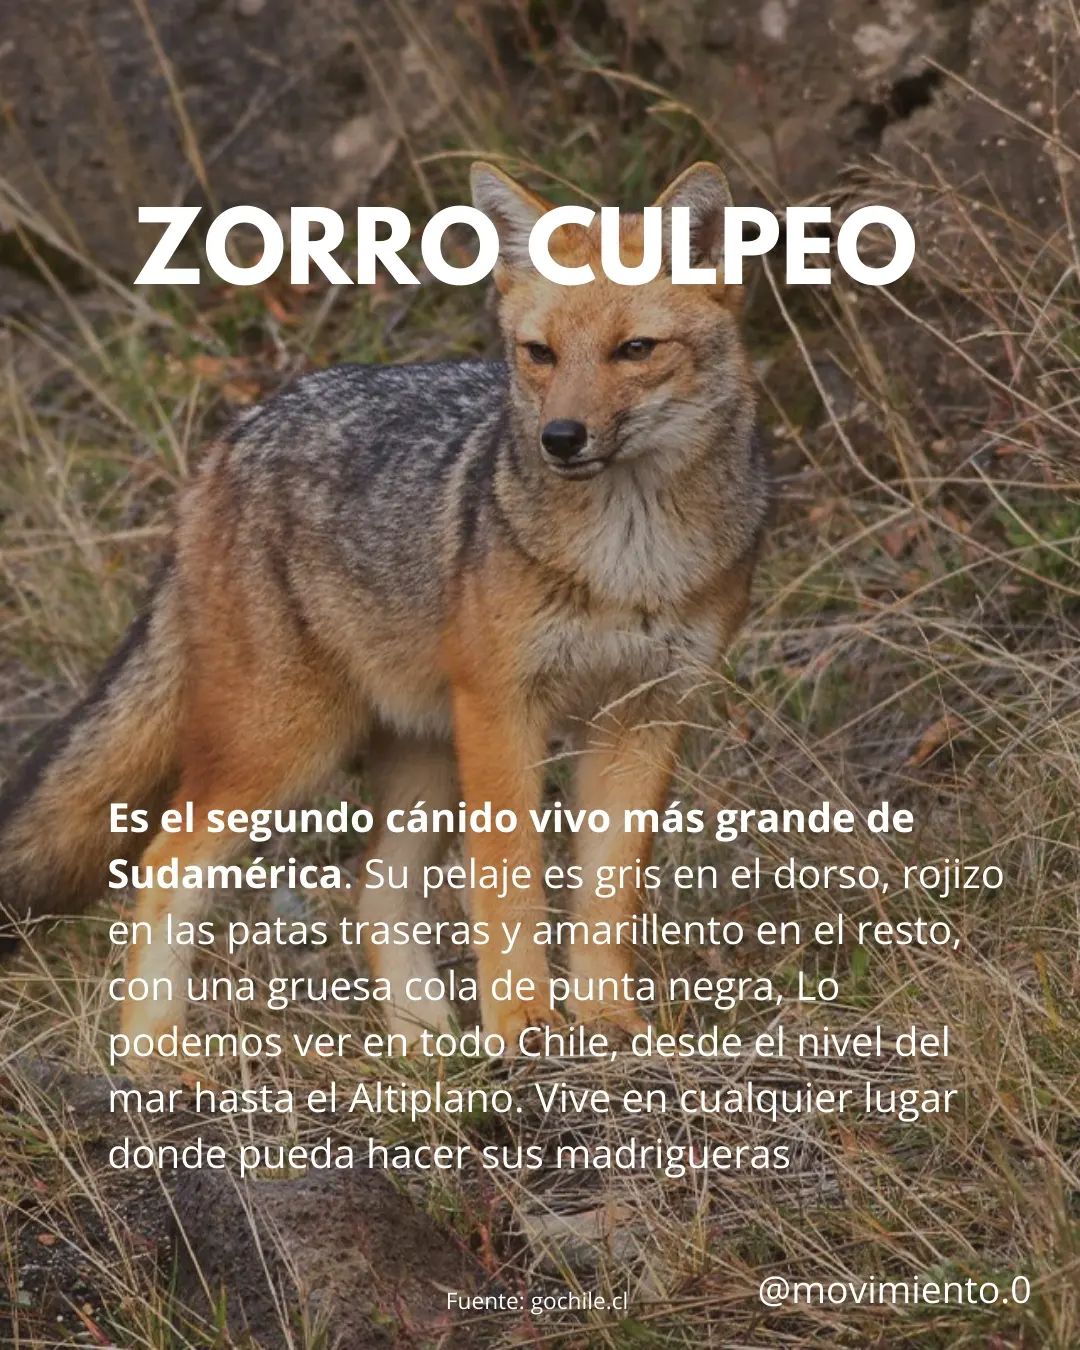 ZORRO CULPEO
Es el segundo cánido vivo más grande de
Sudamérica. Su pelaje es gris en el dorso, rojizo
en las patas traseras y amarillento en el resto,
con una gruesa cola de punta negra, Lo
podemos ver en todo Chile, desde el nivel del
mar hasta el Altiplano. Vive en cualquier lugar
donde pueda hacer sus madrigueras
Fuente: gochile.cl
@movimiento.0